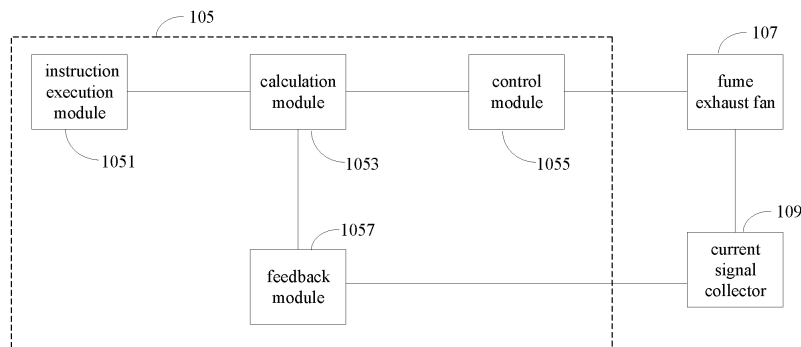 105
107
instruction
execution
module
calculation
module
control
module
fume
exhaust fan
1051
1053
1055
109
1057
feedback
module
current
signal
collector